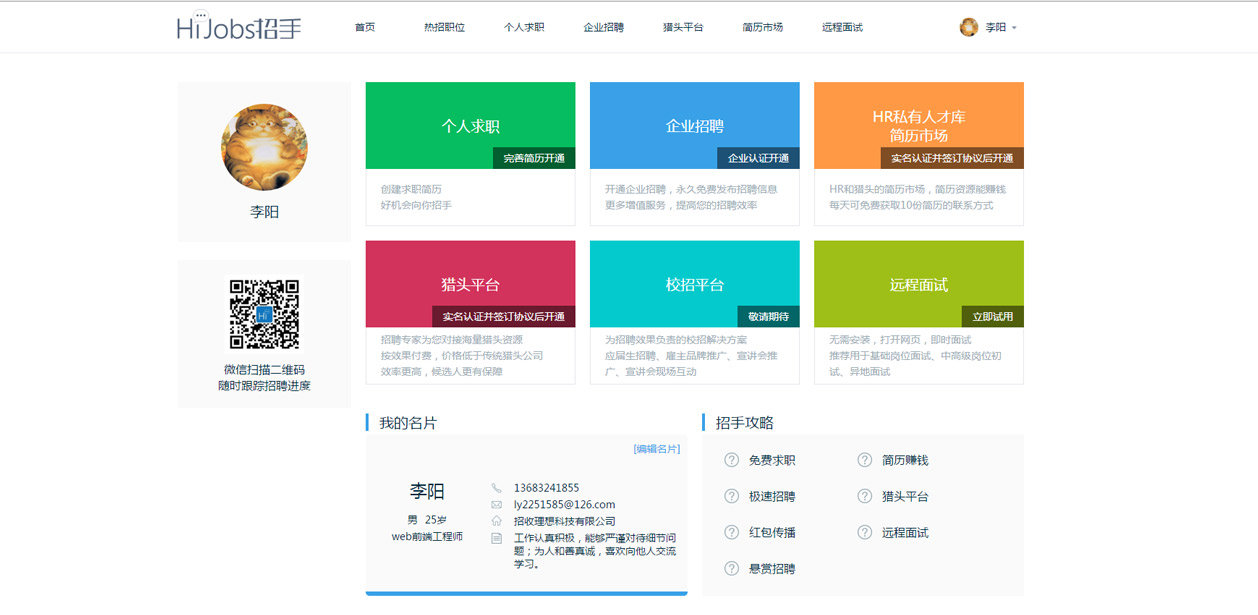 HiJobs招手
首页
热招职位
个人求职
企业招聘
猎头平台
简历市场
远程面试
李阳
李阳
微信扫描二维码
随时跟踪招聘进度
个人求职
完善简历开通
创建求职简历
好机会向你招手
企业招聘
企业认证开通
开通企业招聘，永久免费发布招聘信息
更多增值服务，提高您的招聘效率
HR私有人才库
简历市场
实名认证并签订协议后开通
HR和猎头的简历市场，简历资源能赚钱
每天可免费获取10份简历的联系方式
猎头平台
实名认证并签订协议后开通
招聘专家为您对接海量猎头资源
按效果付费，价格低于传统猎头公司
效率更高，候选人更有保障
校招平台
敬请期待
为招聘效果负责的校招解决方案
应届生招聘、雇主品牌推广、宣讲会推
广、宣讲会现场互动
远程面试
立即试用
无需安装，打开网页，即时面试
推荐用于基础岗位面试、中高级岗位初
试、异地面试
我的名片
[编辑名片]
李阳
男 25岁
web前端工程师
13683241855
ly2251585@126.com
招收理想科技有限公司
工作认真积极，能够严谨对待细节问
题；为人和善真诚，喜欢向他人交流
学习。
招手攻略
免费求职
简历赚钱
极速招聘
猎头平台
红包传播
远程面试
悬赏招聘